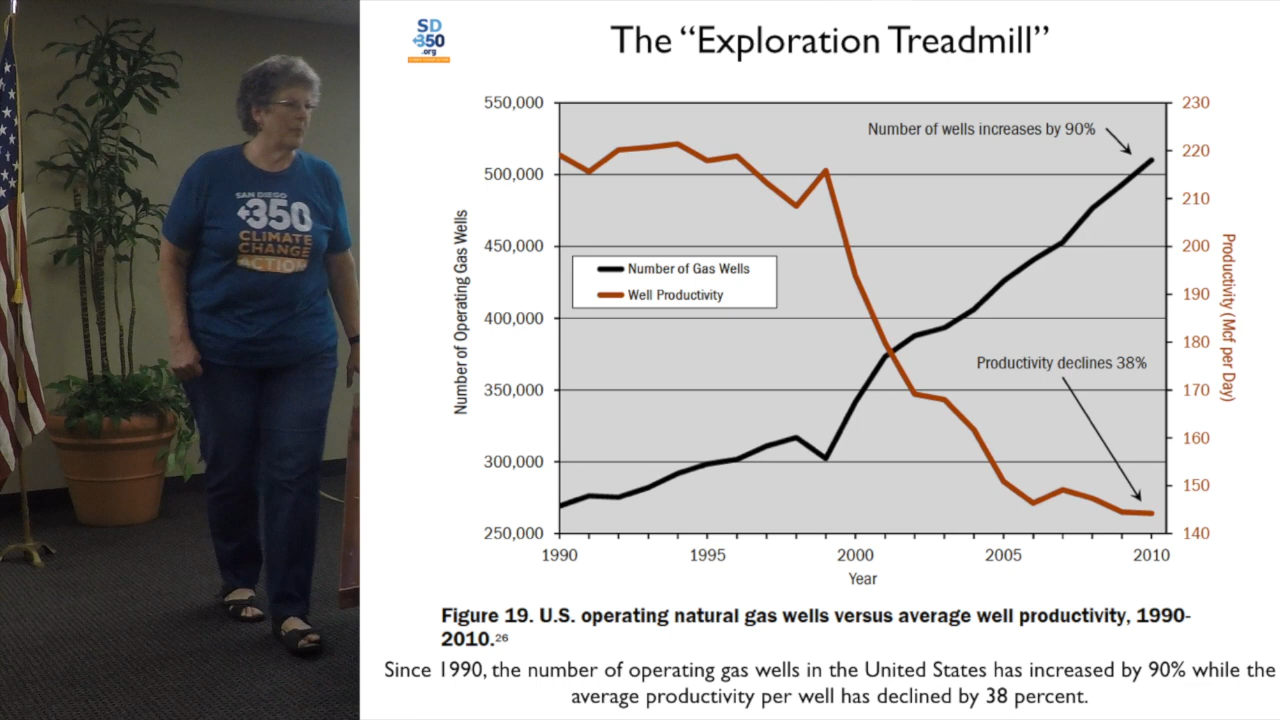 SD
350
.org
The “Exploration Treadmill”
SAN DIEGO
350
CLIMATE
CHANGE
ACTION
550,000
500,000
450,000
400,000
350,000
300,000
250,000
Number of Operating Gas Wells
Number of wells increases by 90%
Number of Gas Wells
Well Productivity
Productivity declines 38%
230
220
210
200
190
180
170
160
150
140
Productivity (Mcf per Day)
1990 1995 2000 2005 2010
Year
Figure 19. U.S. operating natural gas wells versus average well productivity, 1990-
2010.²⁶
Since 1990, the number of operating gas wells in the United States has increased by 90% while the
average productivity per well has declined by 38 percent.